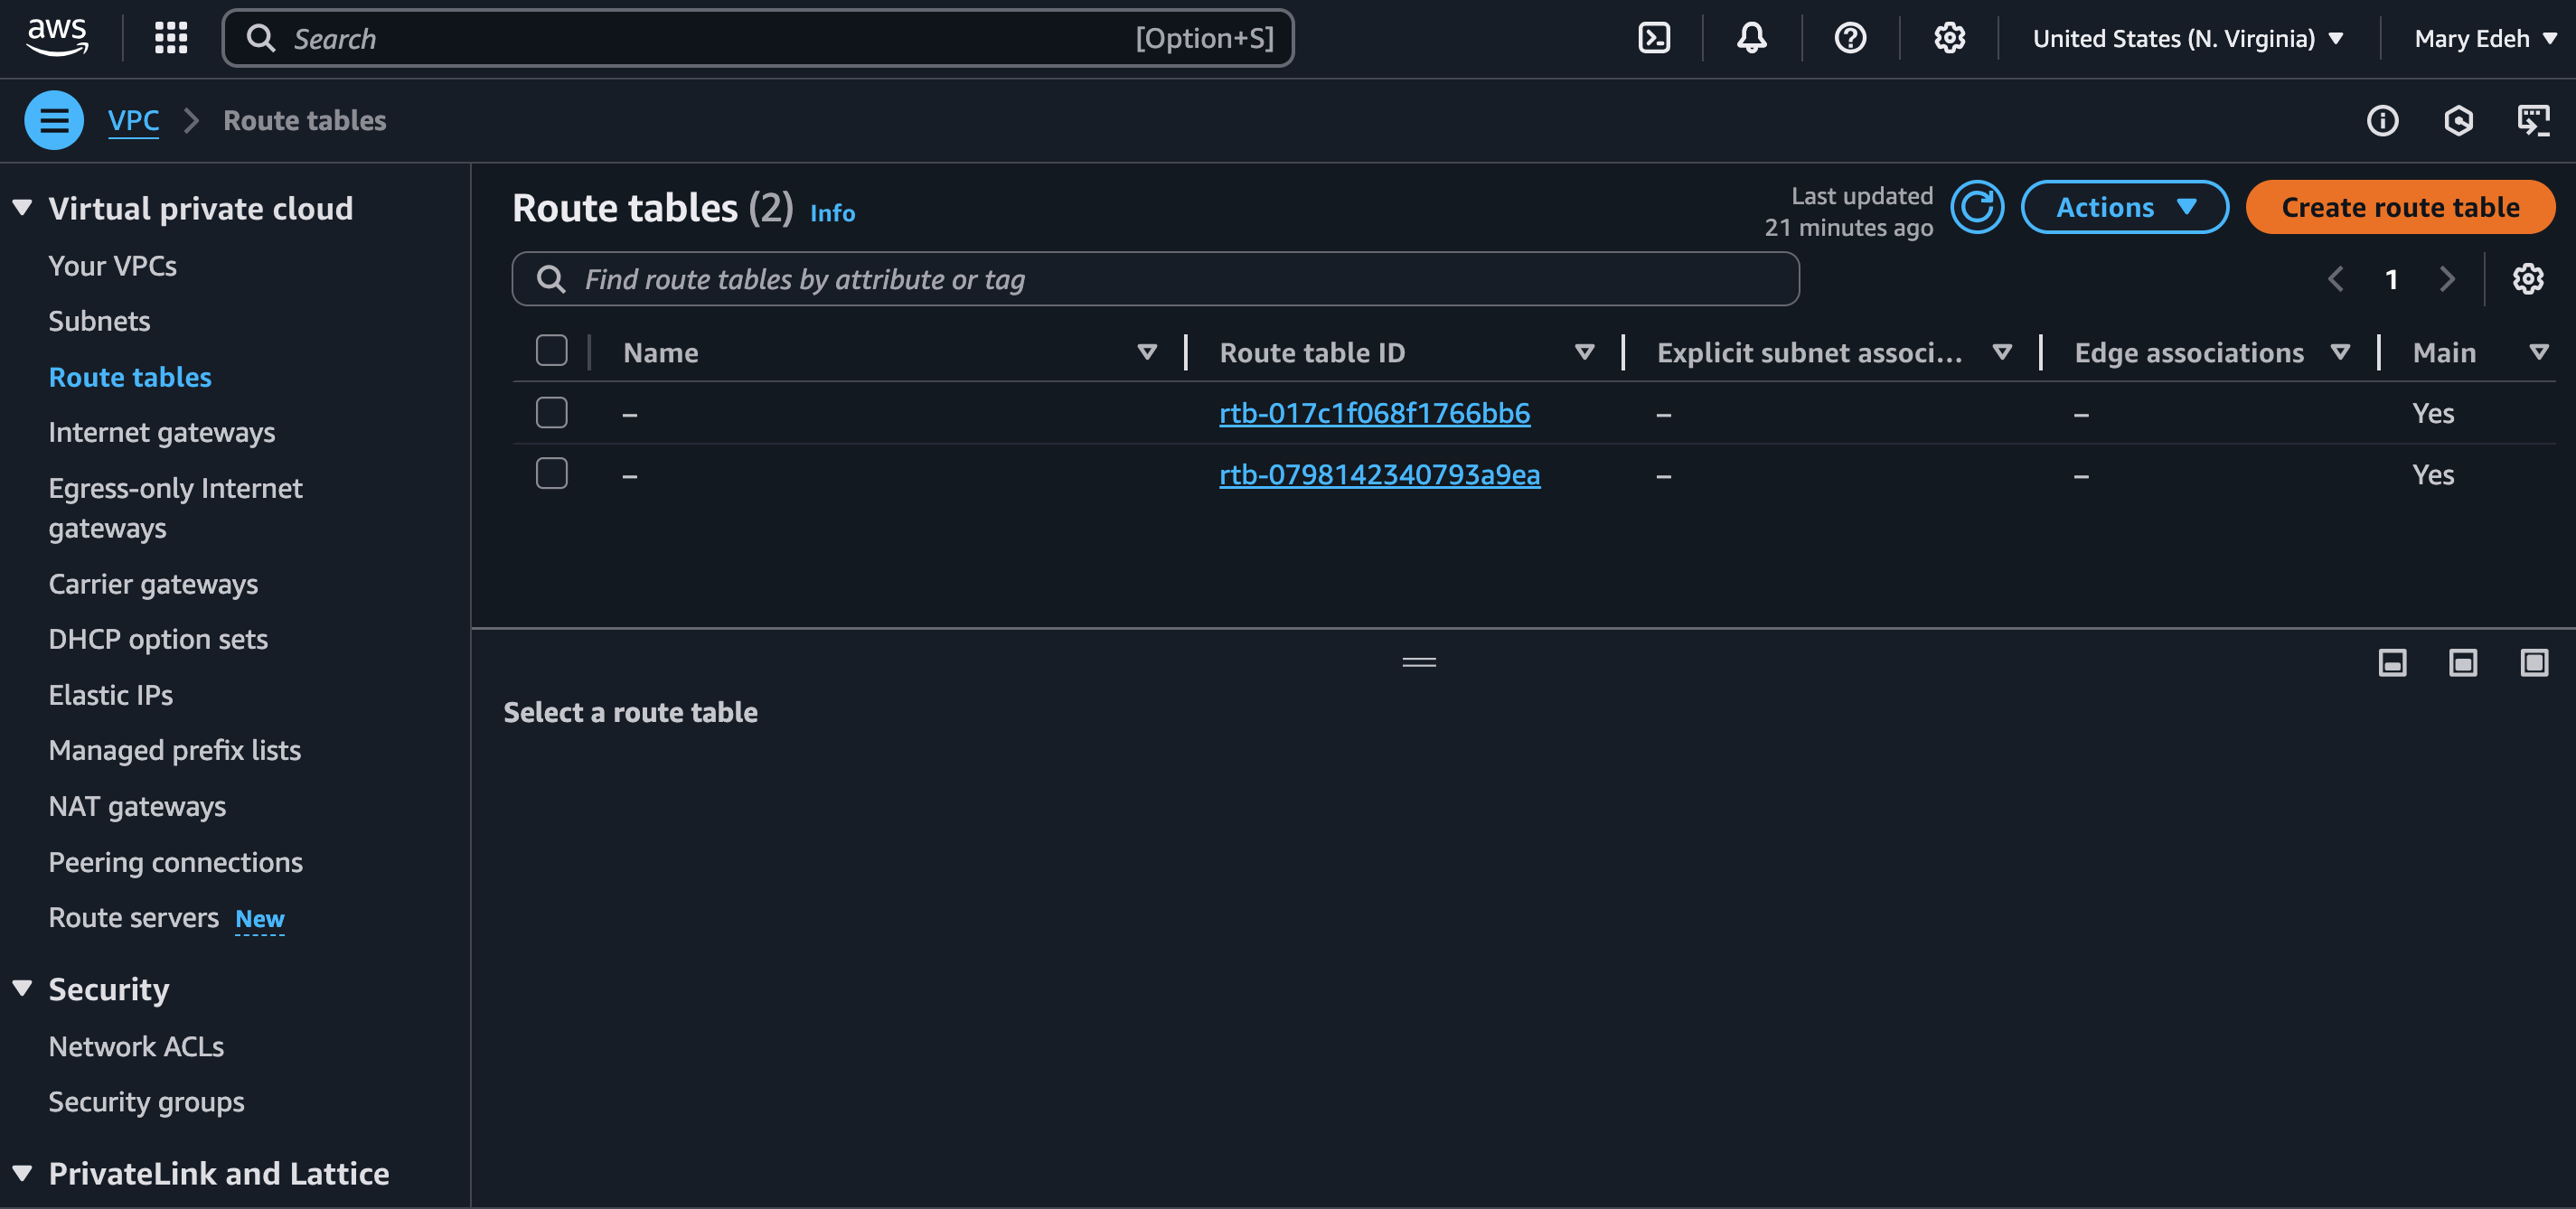 aws
Search [Option+S]
United States (N. Virginia)
Mary Edeh
VPC
Route tables
Virtual private cloud
Your VPCs
Subnets
Route tables
Internet gateways
Egress-only Internet
gateways
Carrier gateways
DHCP option sets
Elastic IPs
Managed prefix lists
NAT gateways
Peering connections
Route servers New
Security
Network ACLs
Security groups
PrivateLink and Lattice
Route tables (2) Info
Last updated
21 minutes ago
Actions
Create route table
Find route tables by attribute or tag
1
Name Route table ID Explicit subnet associ... Edge associations Main
– rtb-017c1f068f1766bb6 – – Yes
– rtb-0798142340793a9ea – – Yes
Select a route table